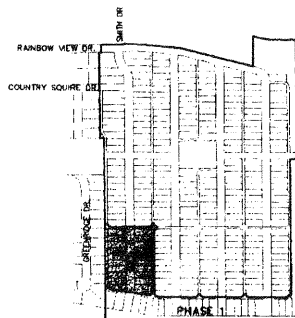 SMITH DR
RAINBOW VIEW DR.
COUNTRY SQUIRE DR.
GREENRIDGE DR.
PHASE 1